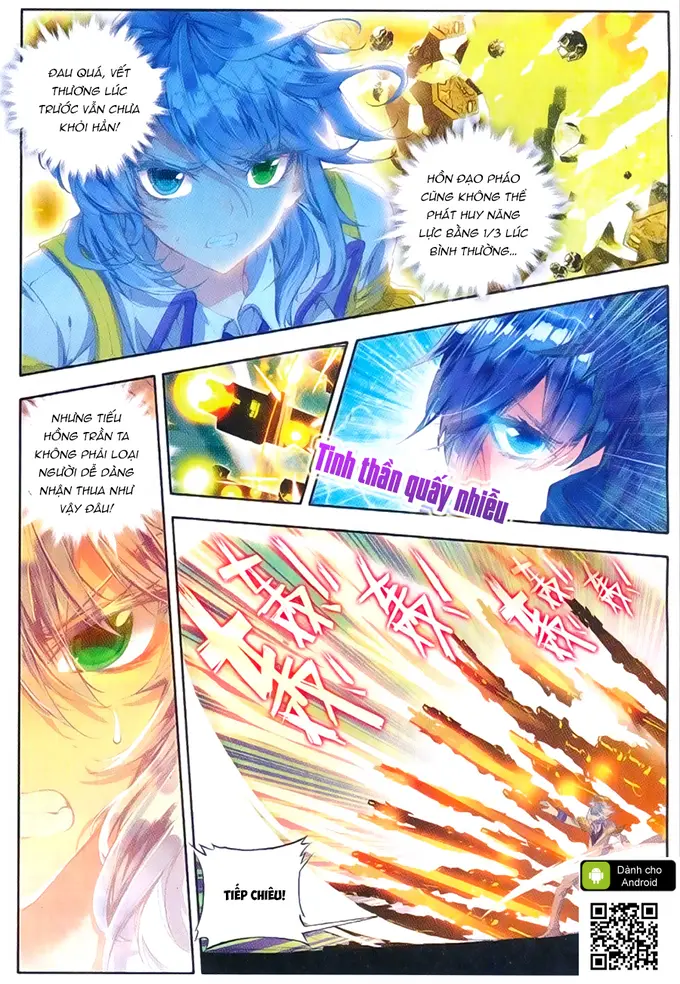 ĐAU QUÁ, VẾT
THƯƠNG LÚC
TRƯỚC VẪN CHƯA
KHỎI HẲN!
HỒN ĐẠO PHÁO
CŨNG KHÔNG THỂ
PHÁT HUY NĂNG
LỰC BẰNG 1/3 LÚC
BÌNH THƯỜNG...
NHƯNG TIẾU
HỒNG TRẦN TA
KHÔNG PHẢI LOẠI
NGƯỜI DỄ DÀNG
NHẬN THUA NHƯ
VẬY ĐÂU!
Tinh thần quấy nhiễu
TIẾP CHIÊU!
Dành cho
Android